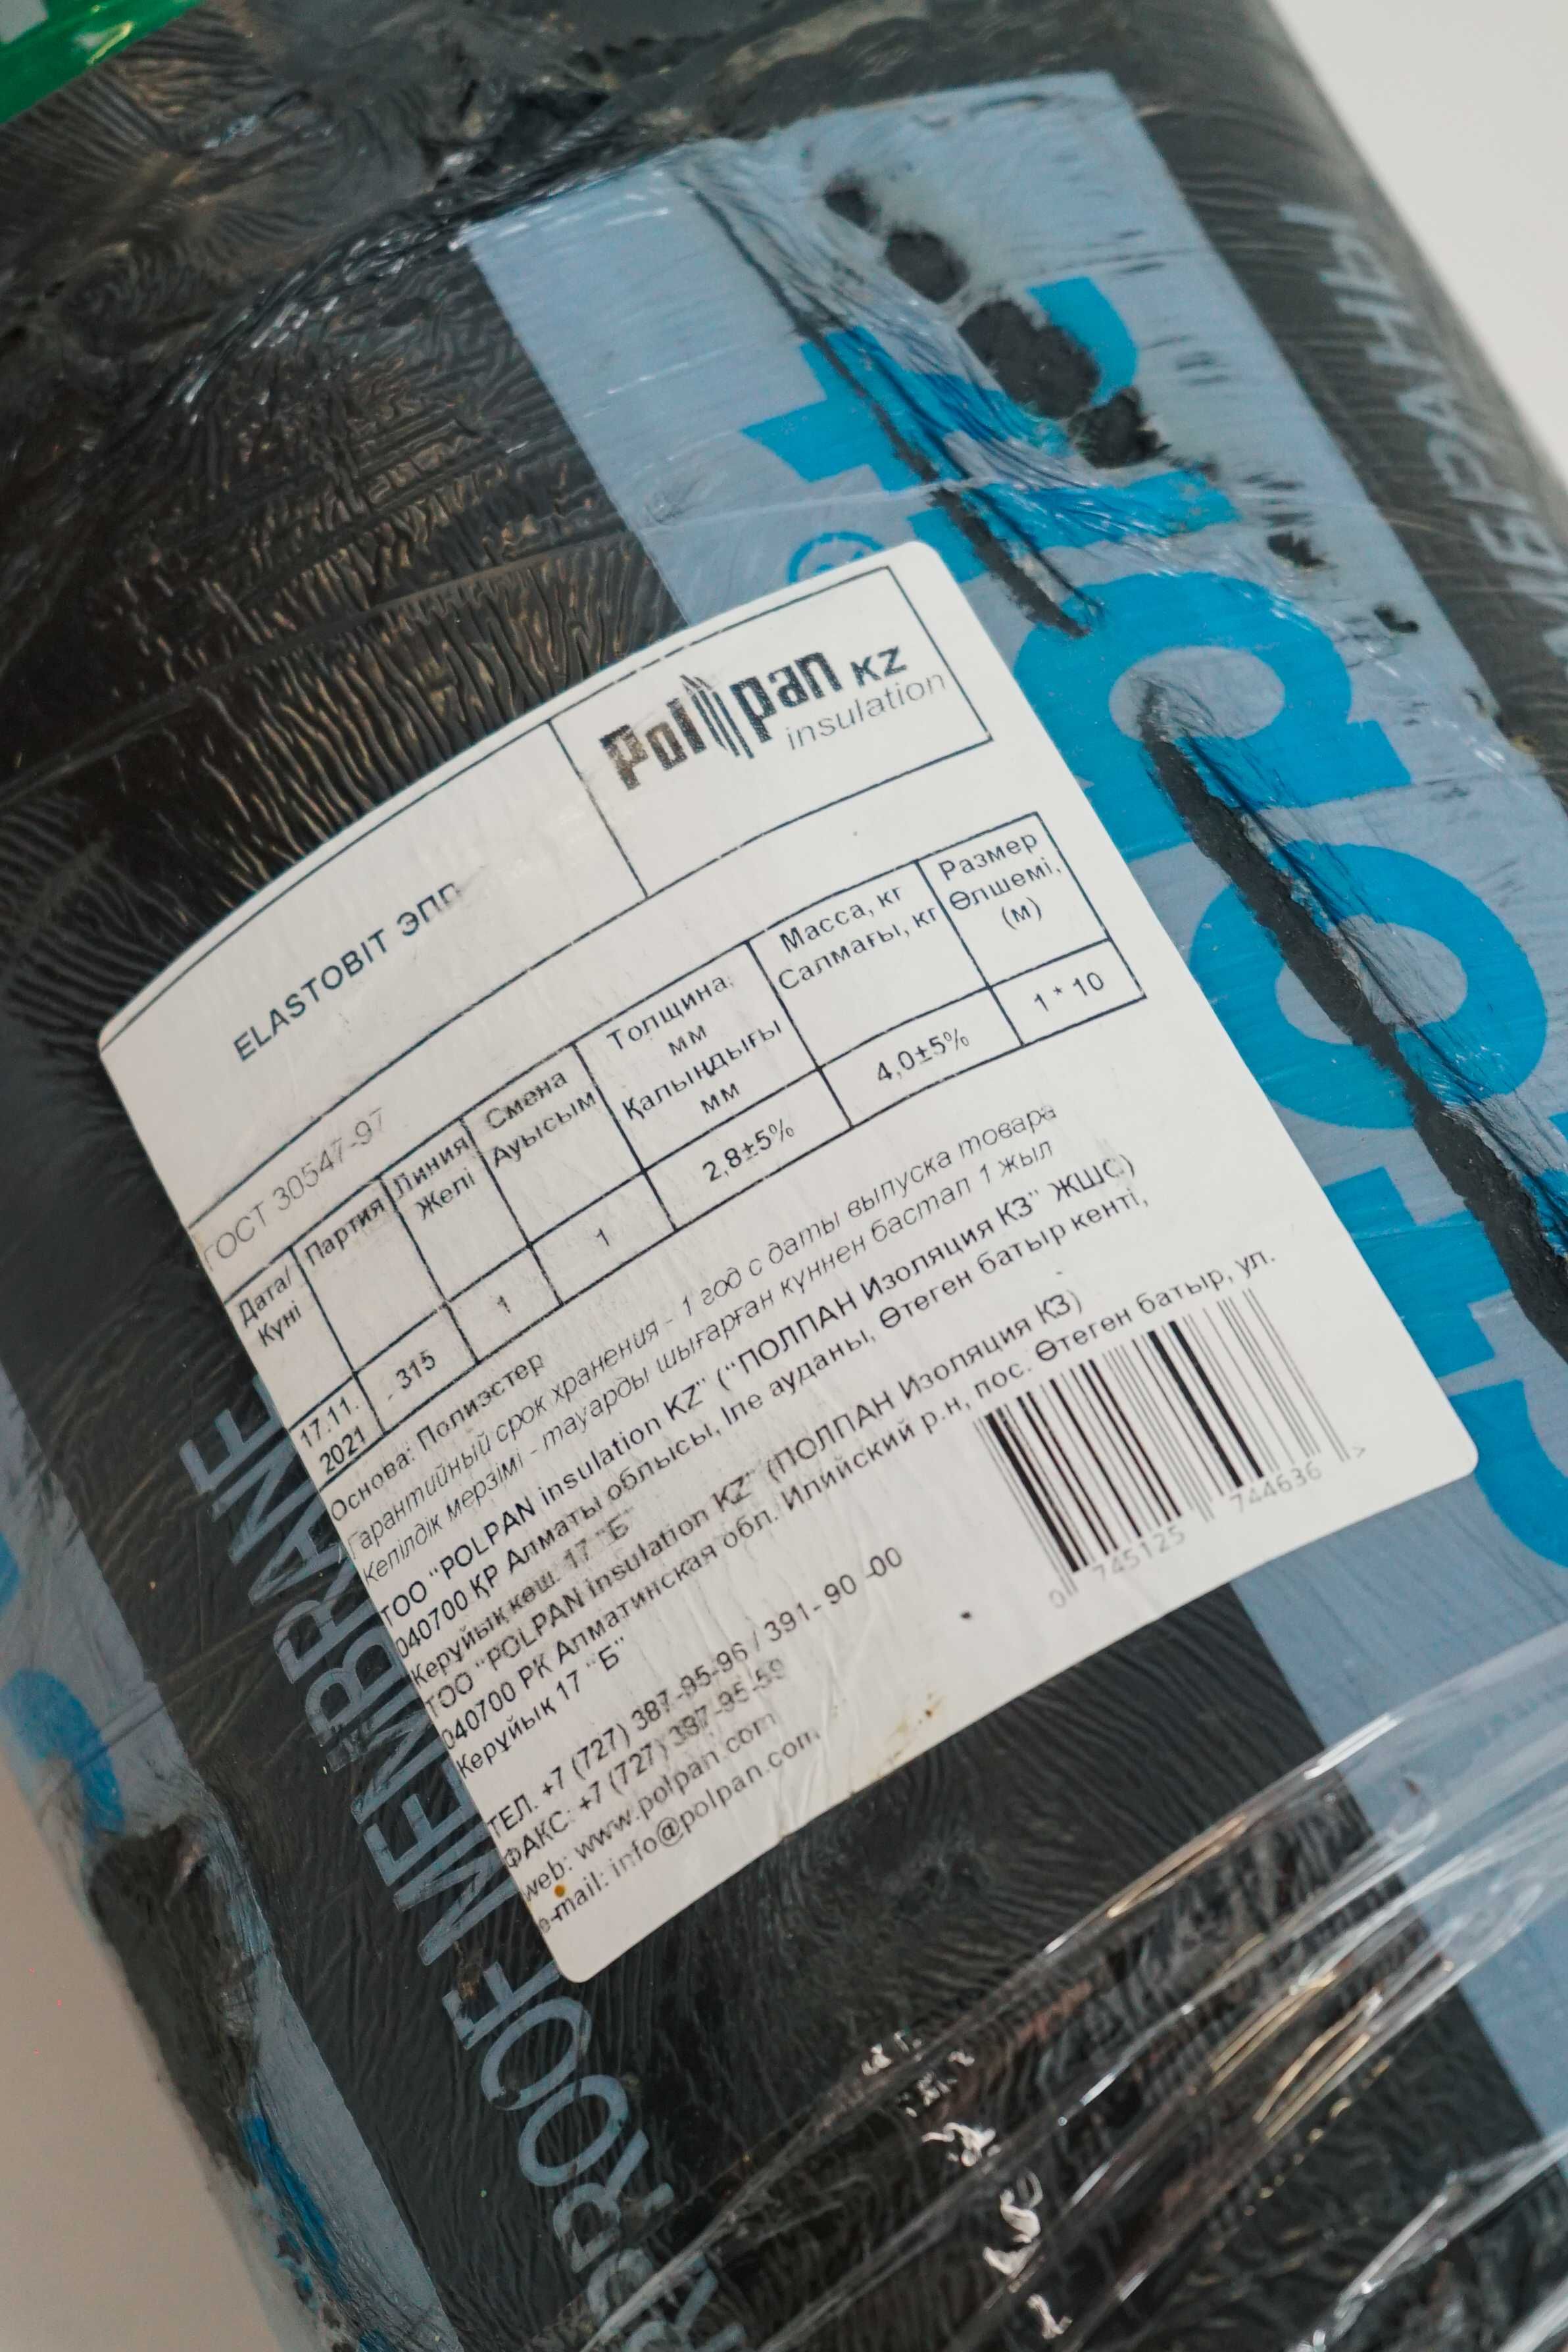 PolPan KZ
insulation
ELASTOBIT ЭПП
ГОСТ 30547-97
Дата/
Күні
Партия
Линия
Желі
Смена
Ауысым
Толщина,
мм
Қалыңдығы
мм
Масса, кг
Салмағы, кг
Размер
Өлшемі,
(м)
17.11.
2021
315
1
1
2,8±5%
4,0±5%
1 * 10
Основа: Полиэстер
Гарантийный срок хранения - 1 год с даты выпуска товара
Кепілдік мерзімі - тауарды шығарған күннен бастап 1 жыл
ТОО "POLPAN insulation KZ" ("ПОЛПАН Изоляция КЗ" ЖШС)
040700 ҚР Алматы облысы, Іле ауданы, Өтеген батыр кенті,
Керуйық көш. 17 "Б"
ТОО "POLPAN insulation KZ" (ПОЛПАН Изоляция КЗ)
040700 РК Алматинская обл. Илийский р.н, пос. Өтеген батыр, ул.
Керуйық 17 "Б"
ТЕЛ. +7 (727) 387-95-96 / 391- 90 -00
ФАКС: +7 (727) 387-95-59
web: www.polpan.com
e-mail: info@polpan.com
0 745125 744636 >
MEMBRANE